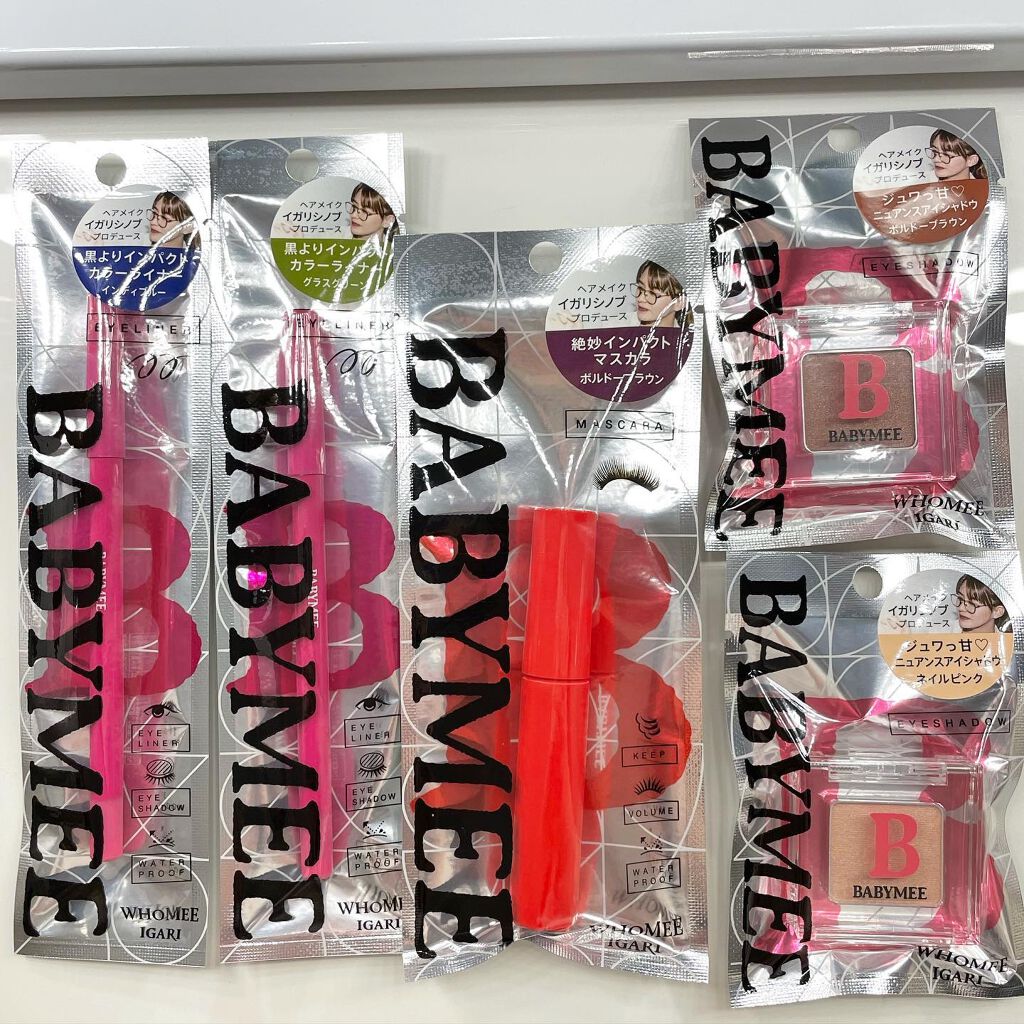 ヘアメイク
イガリシノブ
プロデュース
黒よりインパクト
カラーライナー
インディブルー
EYELINER
BABYMEE
BABYMEE
EYE
LINER
EYE
SHADOW
WATER
PROOF
WHOMEE
IGARI
ヘアメイク
イガリシノブ
プロデュース
黒よりインパクト
カラーライナー
グラスグリーン
EYELINER
BABYMEE
BABYMEE
EYE
LINER
EYE
SHADOW
WATER
PROOF
WHOMEE
IGARI
ヘアメイク
イガリシノブ
プロデュース
絶妙インパクト
マスカラ
ボルドーブラウン
MASCARA
BABYMEE
KEEP
VOLUME
WATER
PROOF
WHOMEE
IGARI
ヘアメイク
イガリシノブ
プロデュース
ジュワっ甘♡
ニュアンスアイシャドウ
ボルドーブラウン
EYESHADOW
BABYMEE
B
BABYMEE
WHOMEE
IGARI
ヘアメイク
イガリシノブ
プロデュース
ジュワっ甘♡
ニュアンスアイシャドウ
ネイルピンク
EYESHADOW
BABYMEE
B
BABYMEE
WHOMEE
IGARI